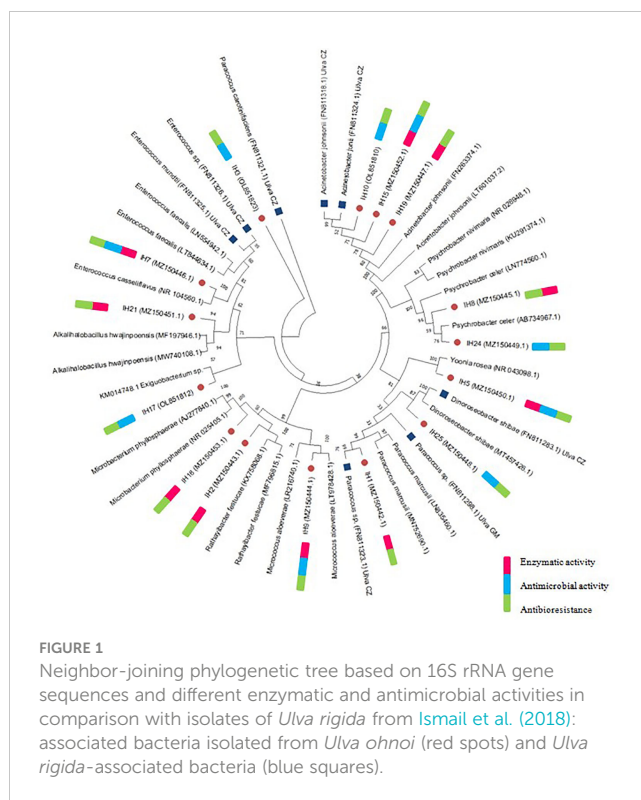 Paracoccus carotinifaciens (FN811321.1) Ulva CZ
IH3 (OL851823)
Enterococcus sp. (FN811326.1) Ulva CZ
Enterococcus mundtii (FN811325.1) Ulva CZ
Enterococcus faecalis (LN554942.1)
Enterococcus faecalis (LT844634.1)
IH7 (MZ150446.1)
Enterococcus casseliflavus (NR 104560.1)
IH21 (MZ150451.1)
Alkalihalobacillus hwajinpoensis (MF197946.1)
Alkalihalobacillus hwajinpoensis (MW740108.1)
KM014748.1 Exiguobacterium sp.
IH17 (OL851812)
Microbacterium phyllosphaerae (AJ277840.1)
Microbacterium phyllosphaerae (NR 025405.1)
IH18 (MZ150453.1)
IH2 (MZ150443.1)
Rathayibacter festucae (KX758068.1)
Rathayibacter festucae (MF796815.1)
Micrococcus aloeverae (LR216740.1)
IH6 (MZ150444.1)
Micrococcus aloeverae (LT978428.1)
Paracoccus sp. (FN811323.1) Ulva CZ
IH1 (MZ150442.1)
Paracoccus marcusii (MN752690.1)
Paracoccus marcusii (LN835460.1)
Paracoccus sp. (FN811298.1) Ulva GM
IH25 (MZ150448.1)
Dinoroseobacter shibae (MT457426.1)
Dinoroseobacter shibae (FN811283.1) Ulva CZ
IH5 (MZ150450.1)
Yoonia rosea (NR 043098.1)
IH24 (MZ150449.1)
Psychrobacter celer (AB734967.1)
IH8 (MZ150445.1)
Psychrobacter celer (LN774560.1)
Psychrobacter nivimaris (KU291374.1)
Psychrobacter nivimaris (NR 028948.1)
Acinetobacter johnsonii (LT601037.2)
Acinetobacter johnsonii (FN263374.1)
IH19 (MZ150447.1)
IH15 (MZ150452.1)
IH10 (OL851810)
Acinetobacter junii (FN811324.1) Ulva CZ
Acinetobacter johnsonii (FN811318.1) Ulva CZ
Enzymatic activity
Antimicrobial activity
Antibioresistance
FIGURE 1
Neighbor-joining phylogenetic tree based on 16S rRNA gene
sequences and different enzymatic and antimicrobial activities in
comparison with isolates of Ulva rigida from Ismail et al. (2018):
associated bacteria isolated from Ulva ohnoi (red spots) and Ulva
rigida-associated bacteria (blue squares).